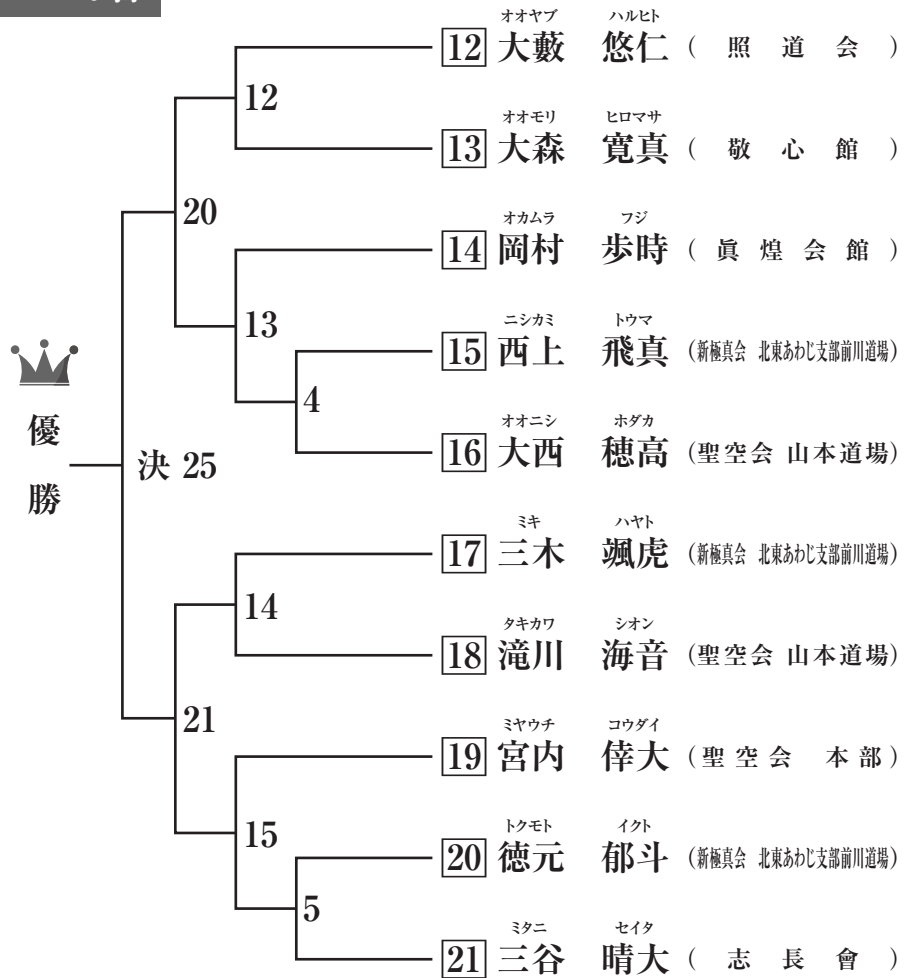 オオヤブ ハルヒト
12 大藪 悠仁 ( 照 道 会 )
12
オオモリ ヒロマサ
13 大森 寛真 ( 敬 心 館 )
20
オカムラ フジ
14 岡村 歩時 ( 眞 煌 会 館 )
13
ニシカミ トウマ
15 西上 飛真 (新極真会 北東あわじ支部前川道場)
4
オオニシ ホダカ
16 大西 穂高 (聖空会 山本道場)
優勝
決 25
ミキ ハヤト
17 三木 颯虎 (新極真会 北東あわじ支部前川道場)
14
タキカワ シオン
18 滝川 海音 (聖空会 山本道場)
21
ミヤウチ コウダイ
19 宮内 倖大 (聖空会 本部)
15
トクモト イクト
20 徳元 郁斗 (新極真会 北東あわじ支部前川道場)
5
ミタニ セイタ
21 三谷 晴大 ( 志 長 會 )